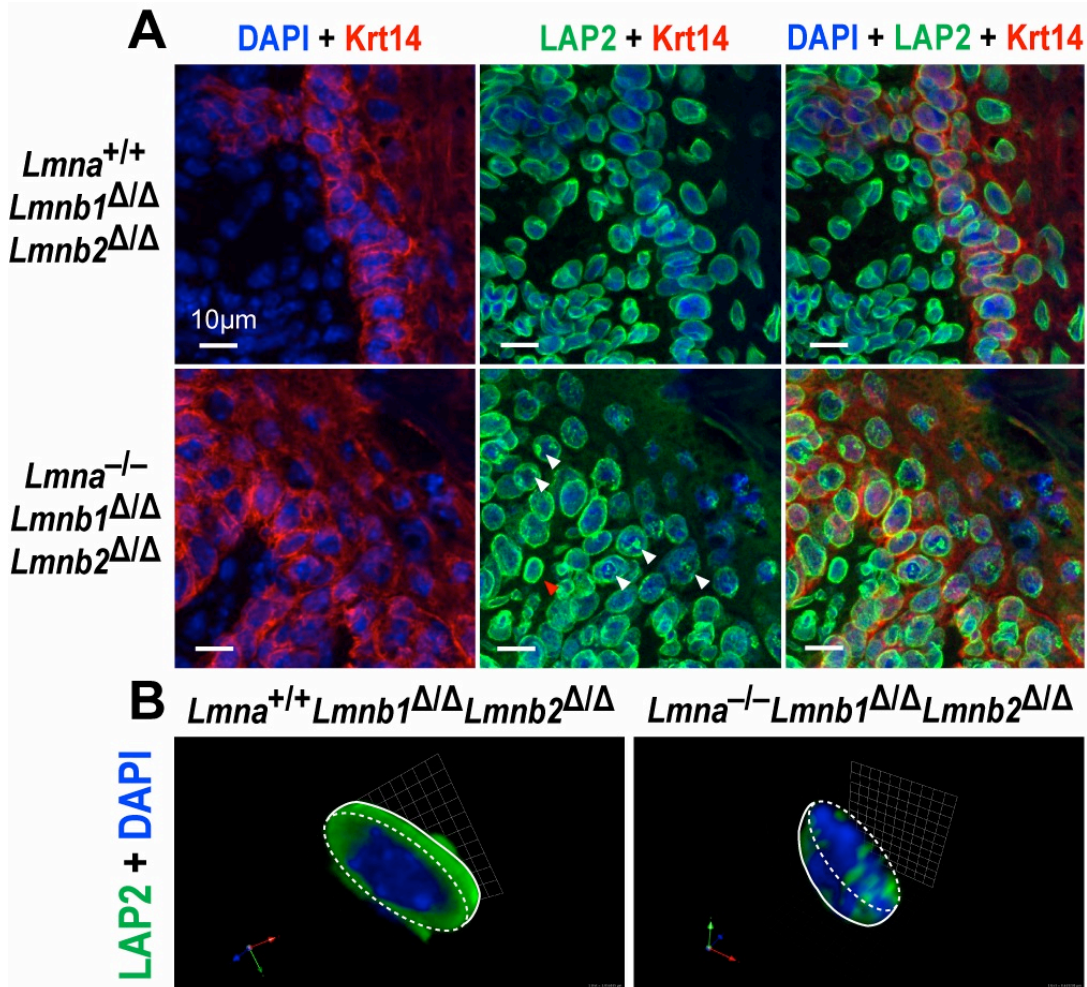 A
DAPI + Krt14
LAP2 + Krt14
DAPI + LAP2 + Krt14
Lmna+/+
Lmnb1Δ/Δ
Lmnb2Δ/Δ
10μm
Lmna–/–
Lmnb1Δ/Δ
Lmnb2Δ/Δ
B
Lmna+/+Lmnb1Δ/ΔLmnb2Δ/Δ
Lmna–/–Lmnb1Δ/ΔLmnb2Δ/Δ
LAP2 + DAPI